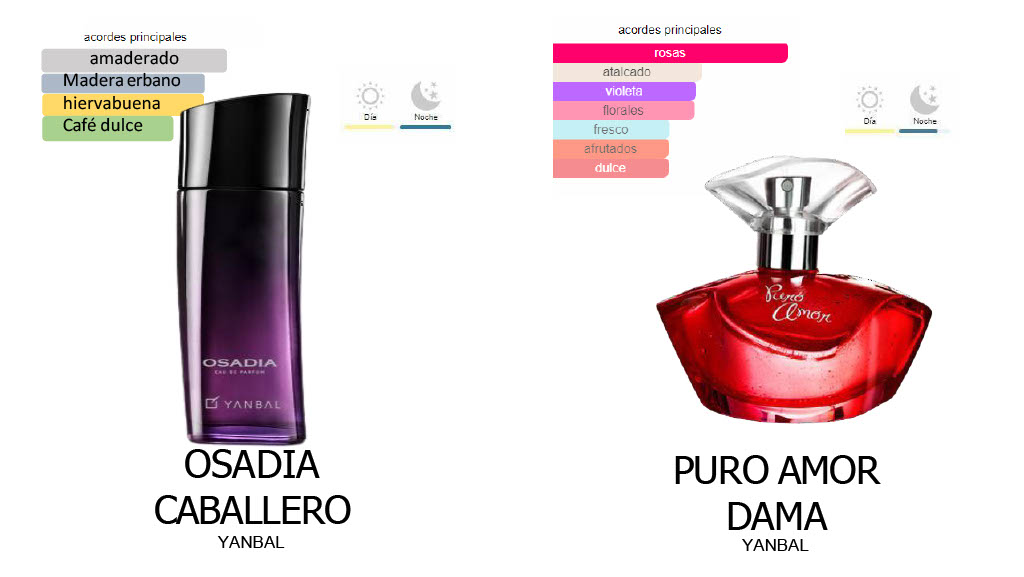 acordes principales
amaderado
Madera erbano
hiervabuena
Café dulce
Día
Noche
OSADIA
EAU DE PARFUM
YANBAL
OSADIA
CABALLERO
YANBAL
acordes principales
rosas
atalcado
violeta
florales
fresco
afrutados
dulce
Día
Noche
Puro
Amor
PURO AMOR
DAMA
YANBAL